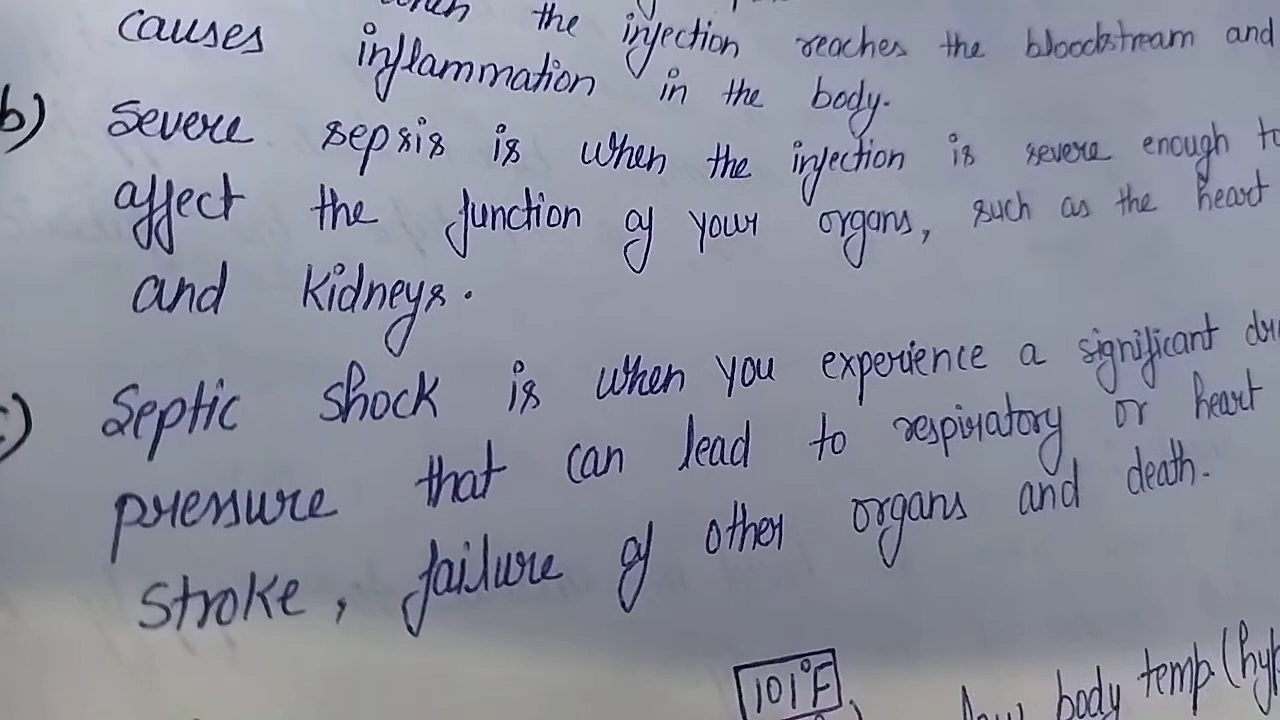 when the injection reaches the bloodstream and
causes inflammation in the body.
b) Severe sepsis is when the injection is severe enough to
affect the function of your organs, such as the heart
and kidneys.
c) Septic shock is when you experience a significant
pressure that can lead to respiratory or heart
stroke, failure of other organs and death.
101°F, low body temp. (hyp